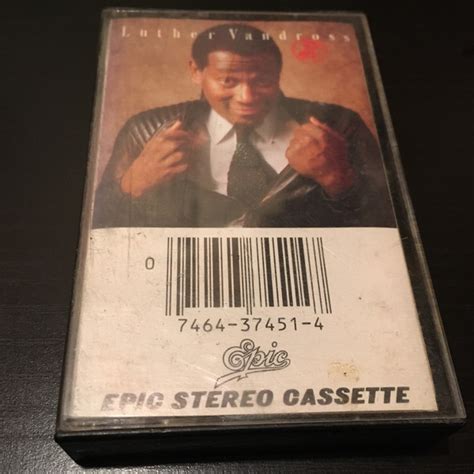 Luther Vandross
0
7464-37451-4
Epic
EPIC STEREO CASSETTE